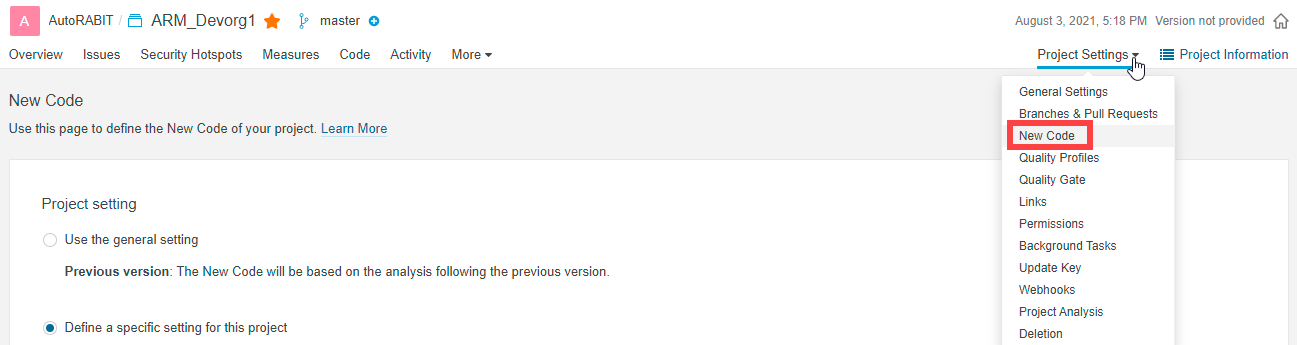 A AutoRABIT / ARM_Devorg1 master August 3, 2021, 5:18 PM Version not provided
Overview Issues Security Hotspots Measures Code Activity More Project Settings Project Information
New Code
Use this page to define the New Code of your project. Learn More
Project setting
Use the general setting
Previous version: The New Code will be based on the analysis following the previous version.
Define a specific setting for this project
General Settings
Branches & Pull Requests
New Code
Quality Profiles
Quality Gate
Links
Permissions
Background Tasks
Update Key
Webhooks
Project Analysis
Deletion